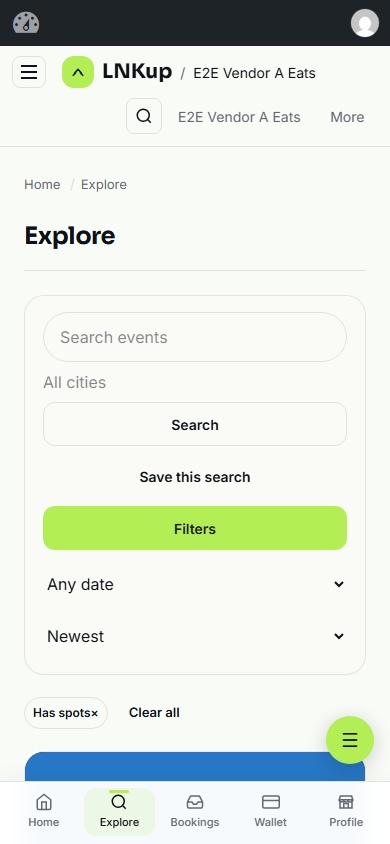 LNKup / E2E Vendor A Eats
E2E Vendor A Eats More
Home / Explore
Explore
Search events
All cities
Search
Save this search
Filters
Any date
Newest
Has spots× Clear all
Home Explore Bookings Wallet Profile